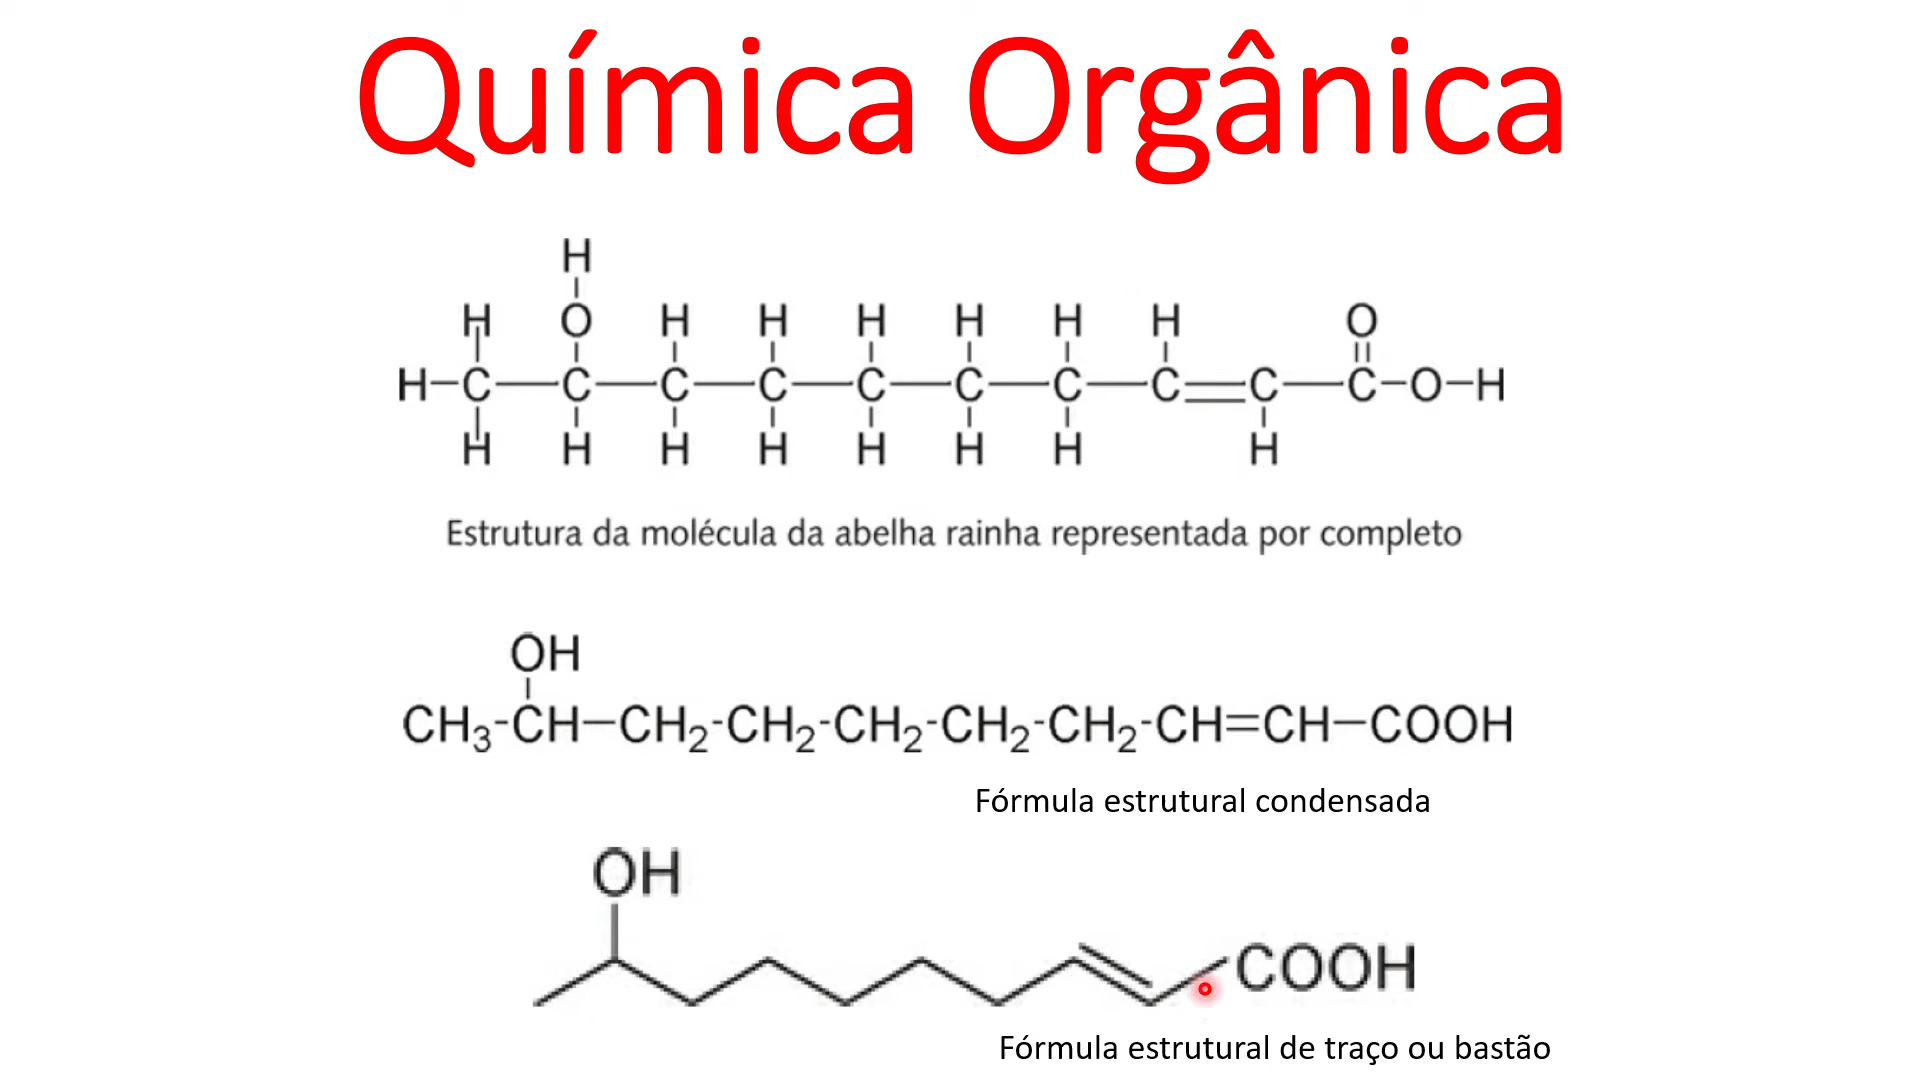 Química Orgânica
H
H O H H H H H H O
H–C—C—C—C—C—C—C—C=C—C–O–H
H H H H H H H H
Estrutura da molécula da abelha rainha representada por completo
OH
CH₃-CH–CH₂-CH₂-CH₂-CH₂-CH₂-CH=CH–COOH
Fórmula estrutural condensada
OH
COOH
Fórmula estrutural de traço ou bastão